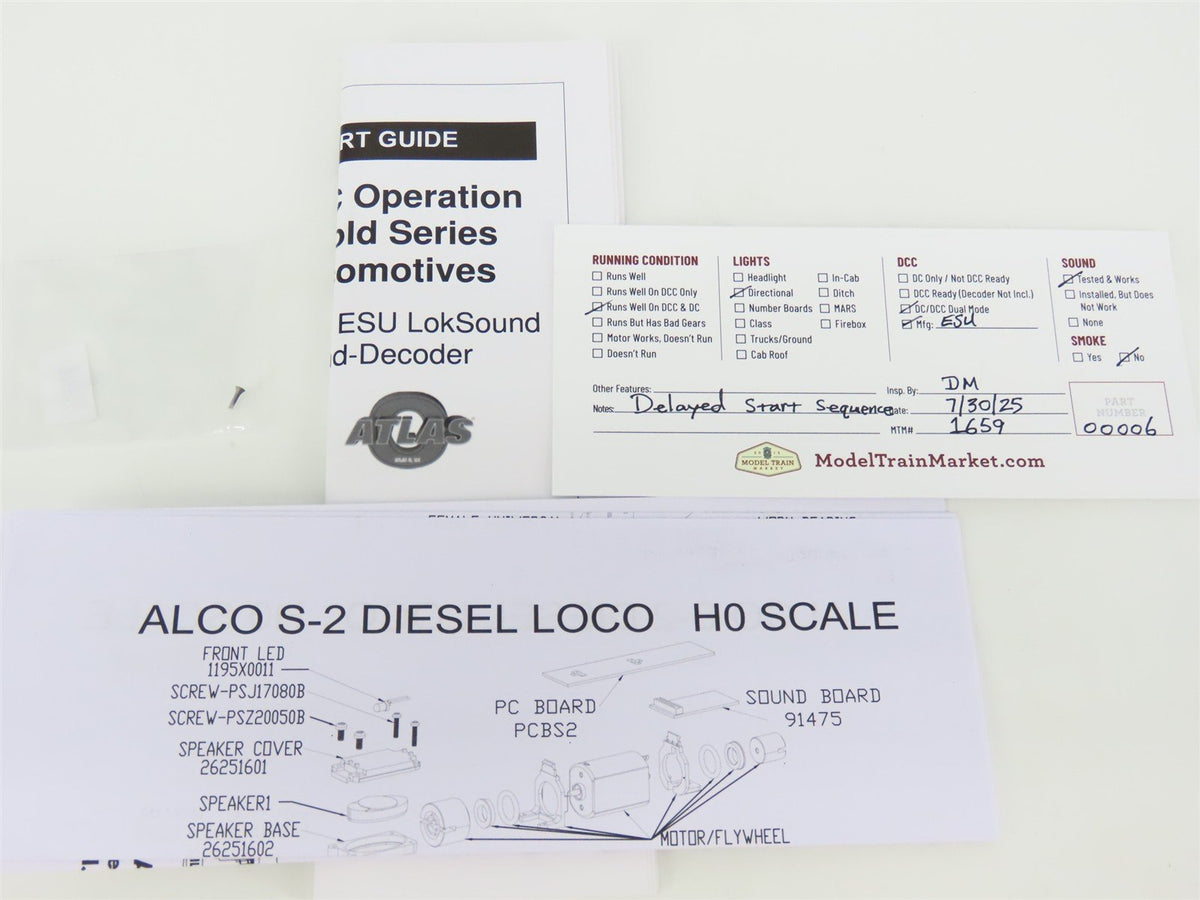 RT GUIDE
Operation
ld Series
omotives
ESU LokSound
d-Decoder
ATLAS
RUNNING CONDITION
Runs Well
Runs Well On DCC Only
Runs Well On DCC & DC
Runs But Has Bad Gears
Motor Works, Doesn't Run
Doesn't Run
LIGHTS
Headlight
Directional
Number Boards
Class
Trucks/Ground
Cab Roof
In-Cab
Ditch
MARS
Firebox
DCC
DC Only / Not DCC Ready
DCC Ready (Decoder Not Incl.)
DC/DCC Dual Mode
Mfg: ESU
SOUND
Tested & Works
Installed, But Does
Not Work
None
SMOKE
Yes No
Other Features:
Notes: Delayed Start Sequence
Insp. By: DM
ate: 7/30/25
MTM# 1659
PART
NUMBER
00006
MODEL TRAIN
MARKET
ModelTrainMarket.com
ALCO S-2 DIESEL LOCO H0 SCALE
FRONT LED
1195X0011
SCREW-PSJ17080B
SCREW-PSZ20050B
SPEAKER COVER
26251601
SPEAKER1
SPEAKER BASE
26251602
PC BOARD
PCBS2
SOUND BOARD
91475
MOTOR/FLYWHEEL